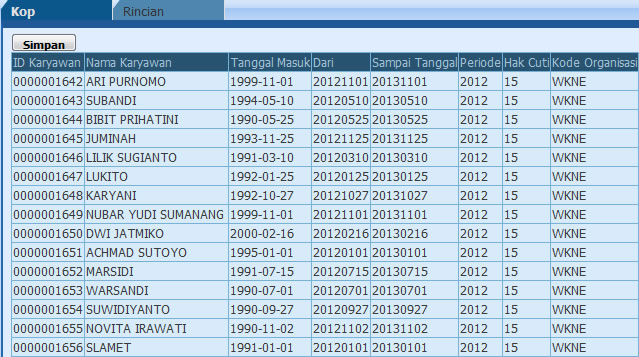 Kop Rincian
Simpan
ID Karyawan Nama Karyawan Tanggal Masuk Dari Sampai Tanggal Periode Hak Cuti Kode Organisasi
0000001642 ARI PURNOMO 1999-11-01 20121101 20131101 2012 15 WKNE
0000001643 SUBANDI 1994-05-10 20120510 20130510 2012 15 WKNE
0000001644 BIBIT PRIHATINI 1990-05-25 20120525 20130525 2012 15 WKNE
0000001645 JUMINAH 1993-11-25 20121125 20131125 2012 15 WKNE
0000001646 LILIK SUGIANTO 1991-03-10 20120310 20130310 2012 15 WKNE
0000001647 LUKITO 1992-01-25 20120125 20130125 2012 15 WKNE
0000001648 KARYANI 1992-10-27 20121027 20131027 2012 15 WKNE
0000001649 NUBAR YUDI SUMANANG 1999-11-01 20121101 20131101 2012 15 WKNE
0000001650 DWI JATMIKO 2000-02-16 20120216 20130216 2012 15 WKNE
0000001651 ACHMAD SUTOYO 1995-01-01 20120101 20130101 2012 15 WKNE
0000001652 MARSIDI 1991-07-15 20120715 20130715 2012 15 WKNE
0000001653 WARSANDI 1990-07-01 20120701 20130701 2012 15 WKNE
0000001654 SUWIDIYANTO 1990-09-27 20120927 20130927 2012 15 WKNE
0000001655 NOVITA IRAWATI 1990-11-02 20121102 20131102 2012 15 WKNE
0000001656 SLAMET 1991-01-01 20120101 20130101 2012 15 WKNE